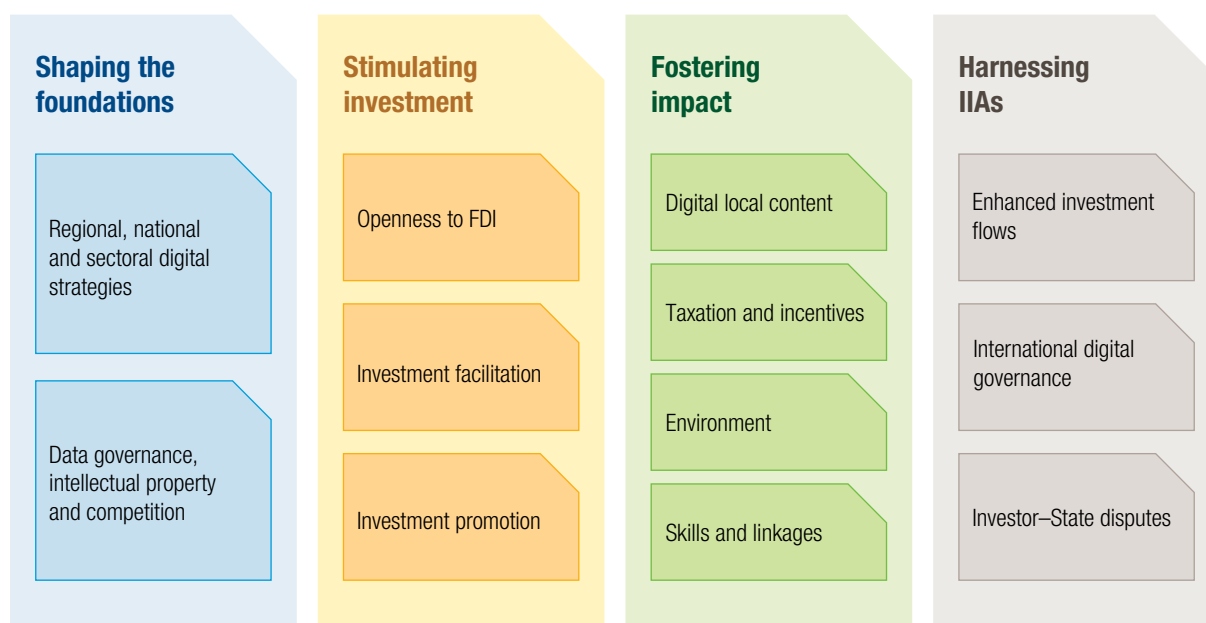 Shaping the
foundations
Regional, national
and sectoral digital
strategies
Data governance,
intellectual property
and competition
Stimulating
investment
Openness to FDI
Investment facilitation
Investment promotion
Fostering
impact
Digital local content
Taxation and incentives
Environment
Skills and linkages
Harnessing
IIAs
Enhanced investment
flows
International digital
governance
Investor–State disputes